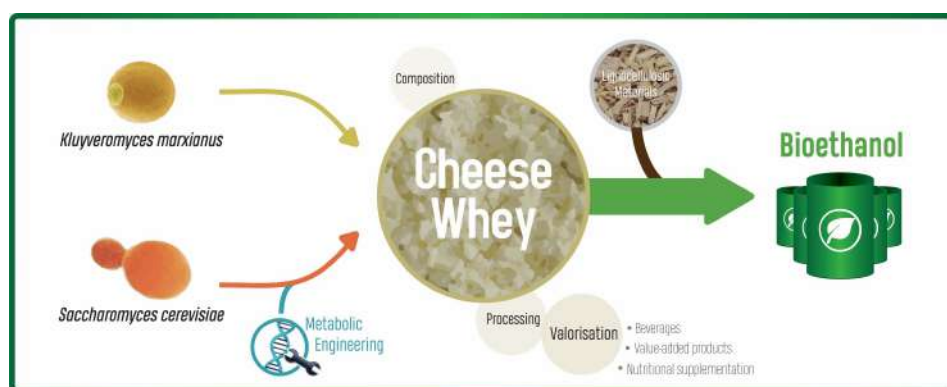 Composition
Lignocellulosic
Materials
Kluyveromyces marxianus
Cheese
Whey
Bioethanol
Saccharomyces cerevisiae
Metabolic
Engineering
Processing
Valorisation
• Beverages
• Value-added products
• Nutritional supplementation